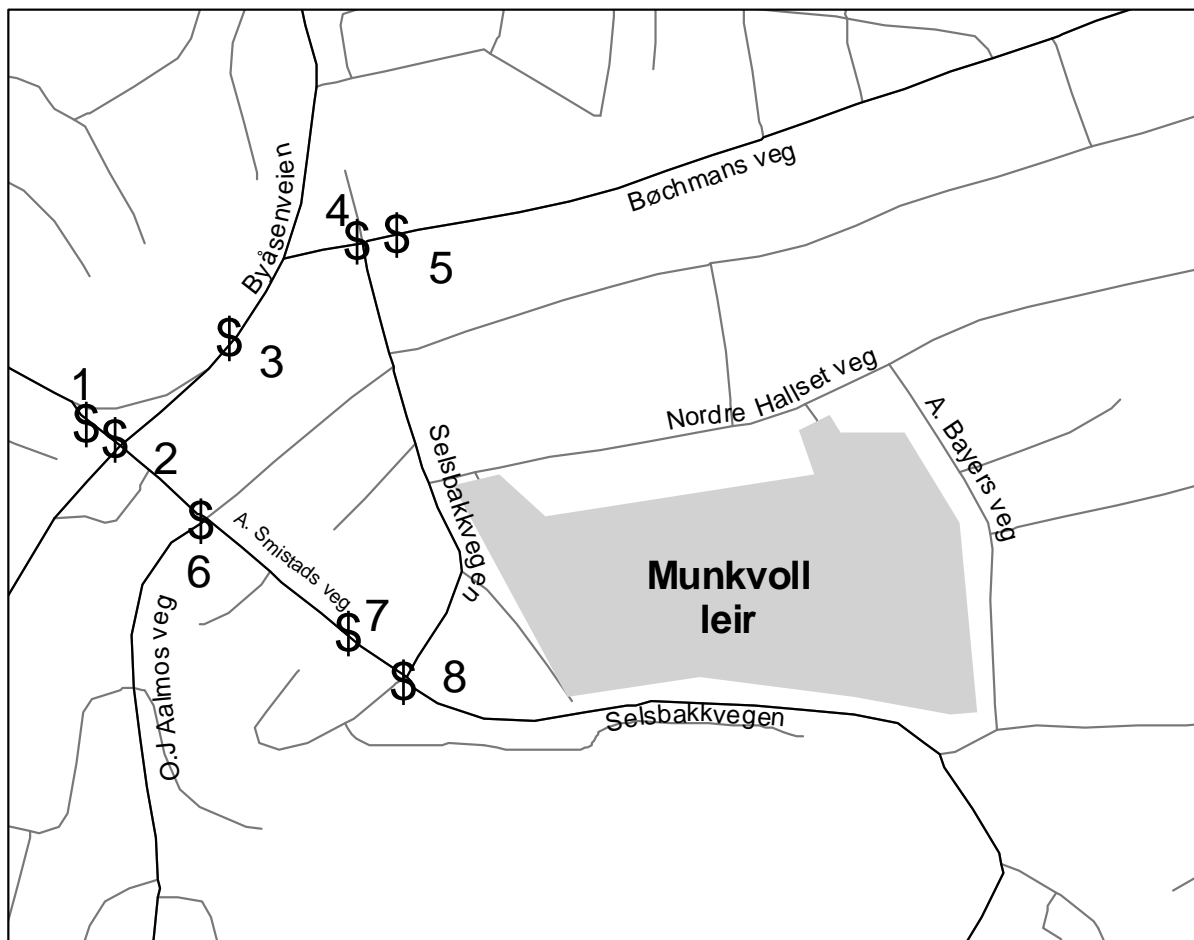 Byåsenveien
Bøchmans veg
$ 4
$ 5
$ 3
$ 1
$ 2
Nordre Hallset veg
A. Bayers veg
Selsbakkvegen
$ 6
A. Smistads veg
$ 7
$ 8
Munkvoll
leir
O.J Aalmos veg
Selsbakkvegen